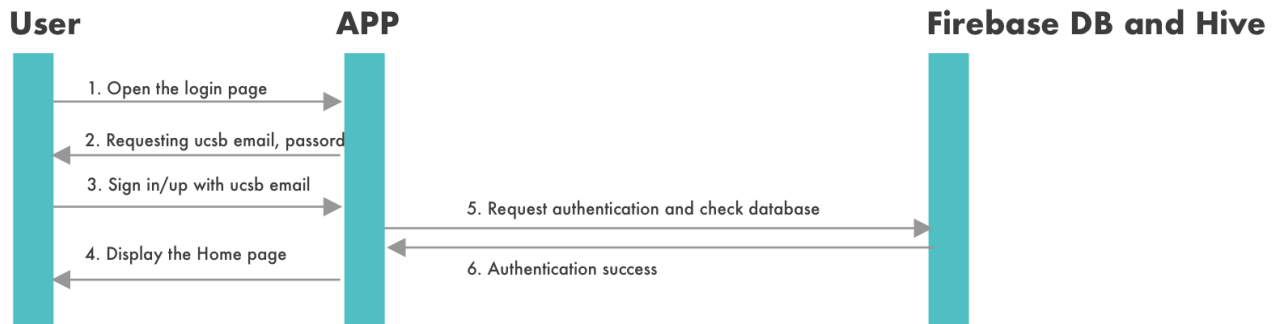 User
APP
Firebase DB and Hive
1. Open the login page
2. Requesting ucsb email, passord
3. Sign in/up with ucsb email
5. Request authentication and check database
4. Display the Home page
6. Authentication success